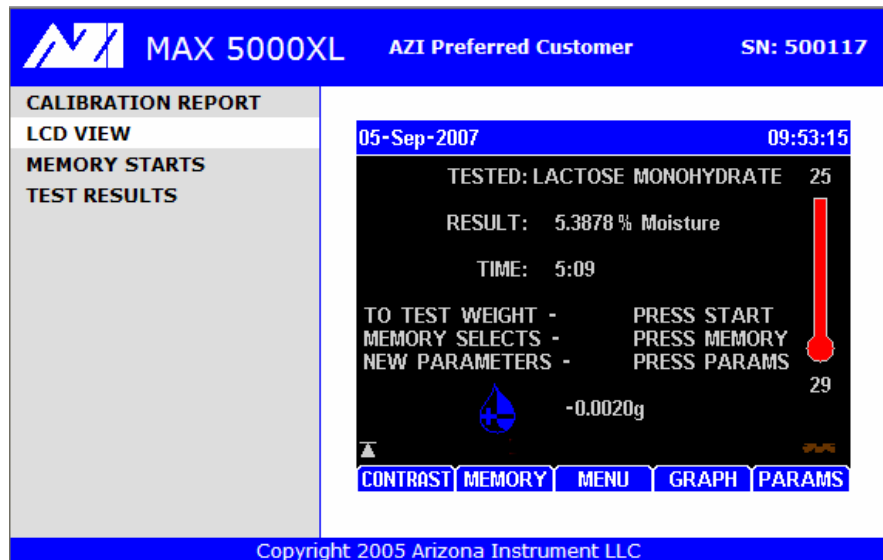 AZI MAX 5000XL AZI Preferred Customer SN: 500117
CALIBRATION REPORT
LCD VIEW
MEMORY STARTS
TEST RESULTS
05-Sep-2007 09:53:15
TESTED: LACTOSE MONOHYDRATE 25
RESULT: 5.3878 % Moisture
TIME: 5:09
TO TEST WEIGHT - PRESS START
MEMORY SELECTS - PRESS MEMORY
NEW PARAMETERS - PRESS PARAMS
29
-0.0020g
CONTRAST MEMORY MENU GRAPH PARAMS
Copyright 2005 Arizona Instrument LLC